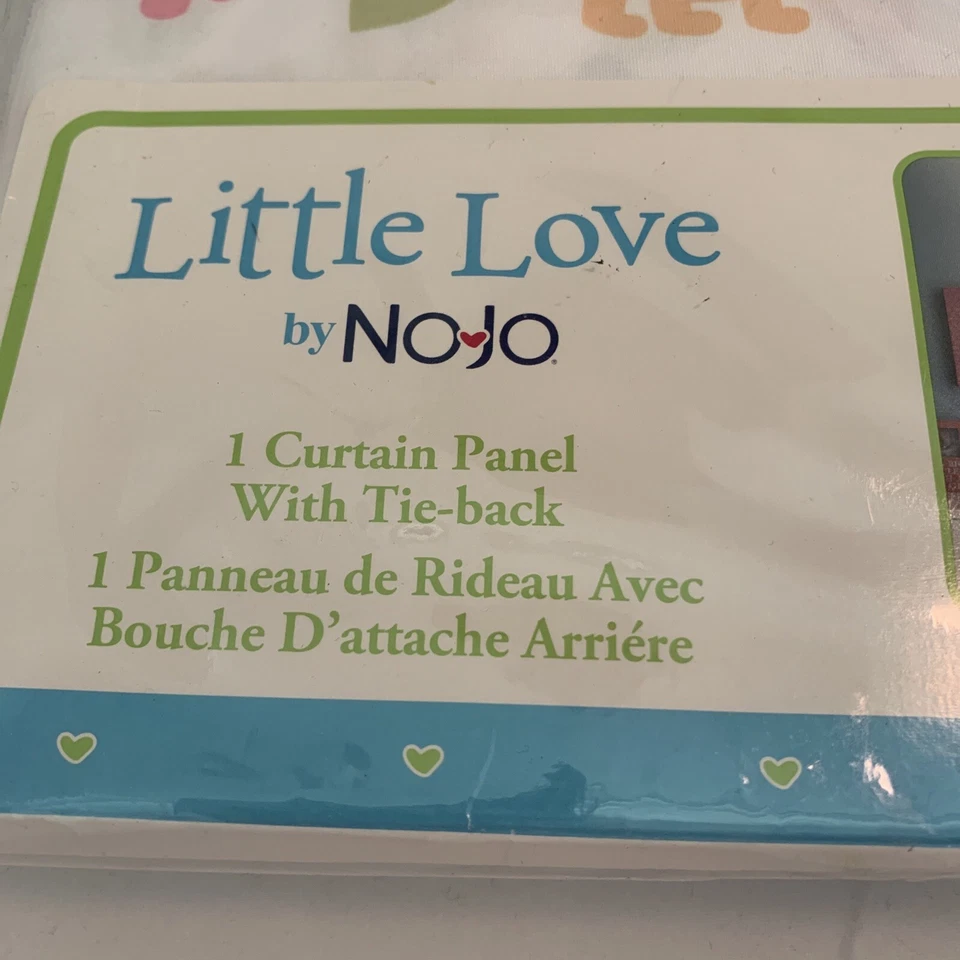 Little Love
by NOJO
1 Curtain Panel
With Tie-back
1 Panneau de Rideau Avec
Bouche D’attache Arriére